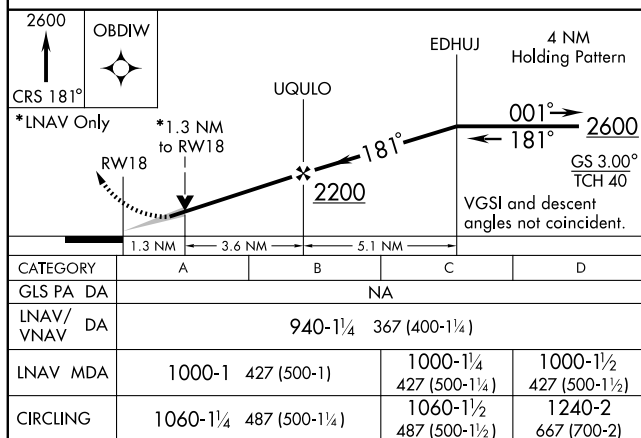 2600
OBDIW
CRS 181°
*LNAV Only
*1.3 NM
to RW18
RW18
UQULO
2200
181°
EDHUJ
4 NM
Holding Pattern
001°
181°
2600
GS 3.00°
TCH 40
VGSI and descent
angles not coincident.
1.3 NM 3.6 NM 5.1 NM
CATEGORY A B C D
GLS PA DA NA
LNAV/
VNAV DA 940-1¼ 367 (400-1¼)
LNAV MDA 1000-1 427 (500-1) 1000-1¼ 427 (500-1¼) 1000-1½ 427 (500-1½)
CIRCLING 1060-1¼ 487 (500-1¼) 1060-1½ 487 (500-1½) 1240-2 667 (700-2)